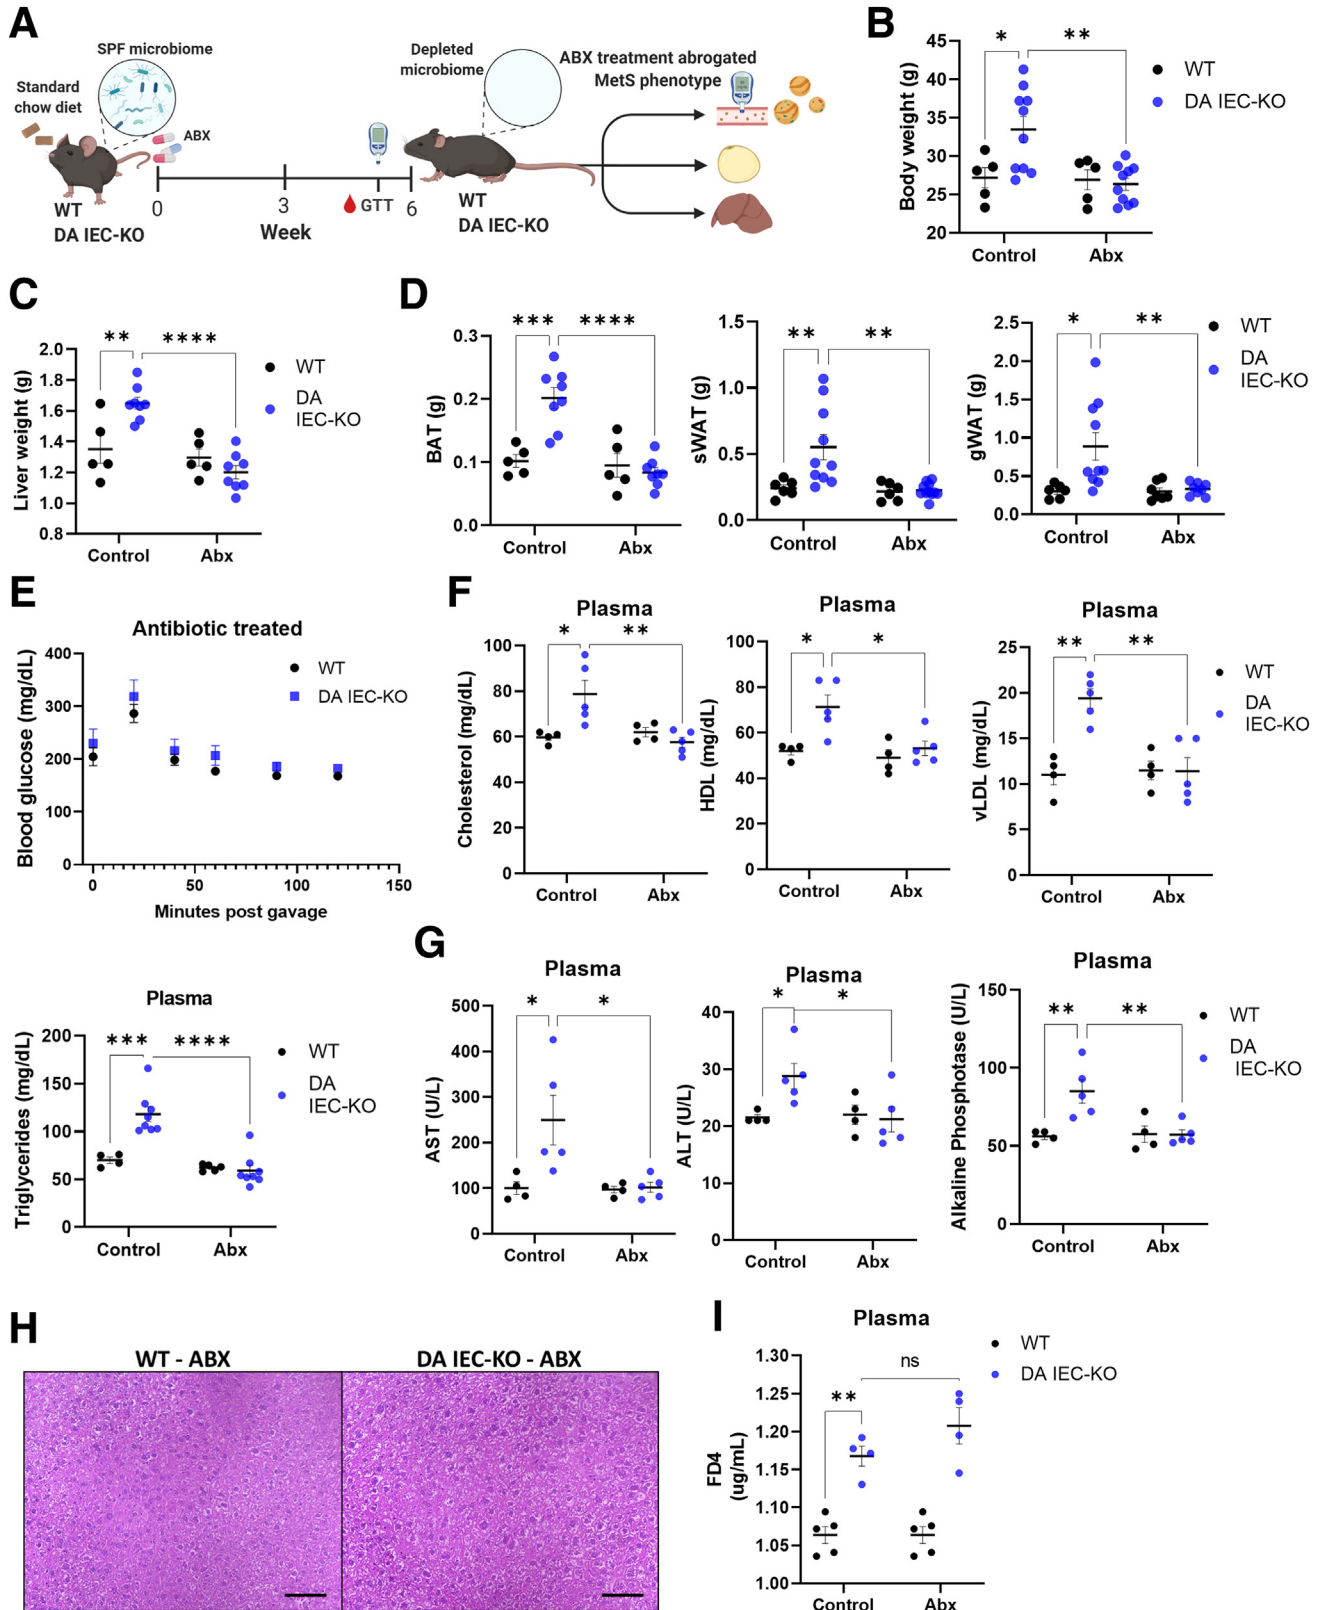 A
SPF microbiome
Standard
chow diet
ABX
WT
DA IEC-KO
0
3
6
Week
GTT
Depleted
microbiome
WT
DA IEC-KO
ABX treatment abrogated
MetS phenotype
B
Body weight (g)
45
40
35
30
25
20
* **
Control Abx
WT
DA IEC-KO
C
Liver weight (g)
2.0
1.8
1.6
1.4
1.2
1.0
0.8
** ****
Control Abx
WT
DA
IEC-KO
D
BAT (g)
0.3
0.2
0.1
0.0
*** ****
Control Abx
sWAT (g)
1.5
1.0
0.5
0.0
** **
Control Abx
gWAT (g)
2.5
2.0
1.5
1.0
0.5
0.0
* **
Control Abx
WT
DA
IEC-KO
E
Antibiotic treated
Blood glucose (mg/dL)
400
300
200
100
0
0 50 100 150
Minutes post gavage
WT
DA IEC-KO
F
Plasma
Cholesterol (mg/dL)
100
80
60
40
20
0
* **
Control Abx
Plasma
HDL (mg/dL)
100
80
60
40
20
0
* *
Control Abx
Plasma
vLDL (mg/dL)
25
20
15
10
5
0
** **
Control Abx
WT
DA
IEC-KO
Plasma
Triglycerides (mg/dL)
200
150
100
50
0
*** ****
Control Abx
WT
DA
IEC-KO
G
Plasma
AST (U/L)
500
400
300
200
100
0
* *
Control Abx
Plasma
ALT (U/L)
40
30
20
10
0
* *
Control Abx
Plasma
Alkaline Phosphotase (U/L)
150
100
50
0
** **
Control Abx
WT
DA
IEC-KO
H
WT - ABX
DA IEC-KO - ABX
I
Plasma
FD4
(ug/mL)
1.30
1.25
1.20
1.15
1.10
1.05
1.00
** ns
Control Abx
WT
DA IEC-KO